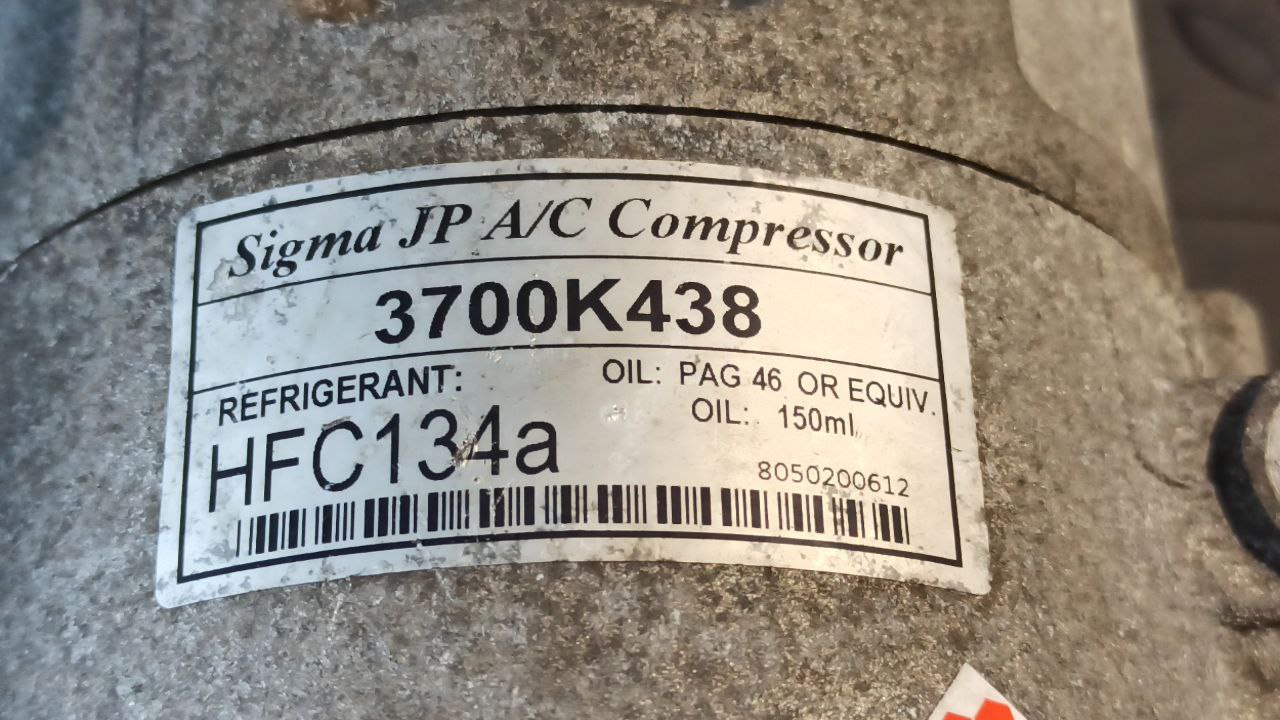 Sigma JP A/C Compressor
3700K438
REFRIGERANT:
HFC134a
OIL: PAG 46 OR EQUIV.
OIL: 150ml
8050200612